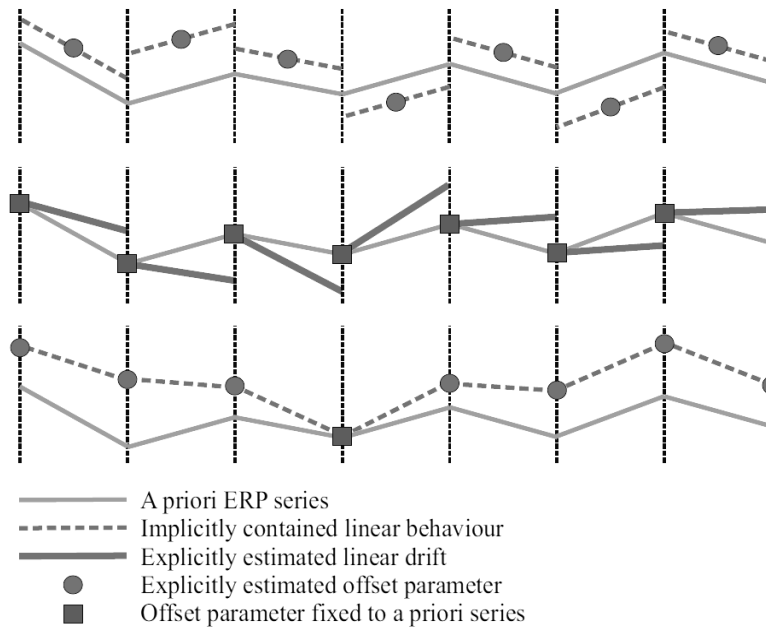 A priori ERP series
Implicitly contained linear behaviour
Explicitly estimated linear drift
Explicitly estimated offset parameter
Offset parameter fixed to a priori series